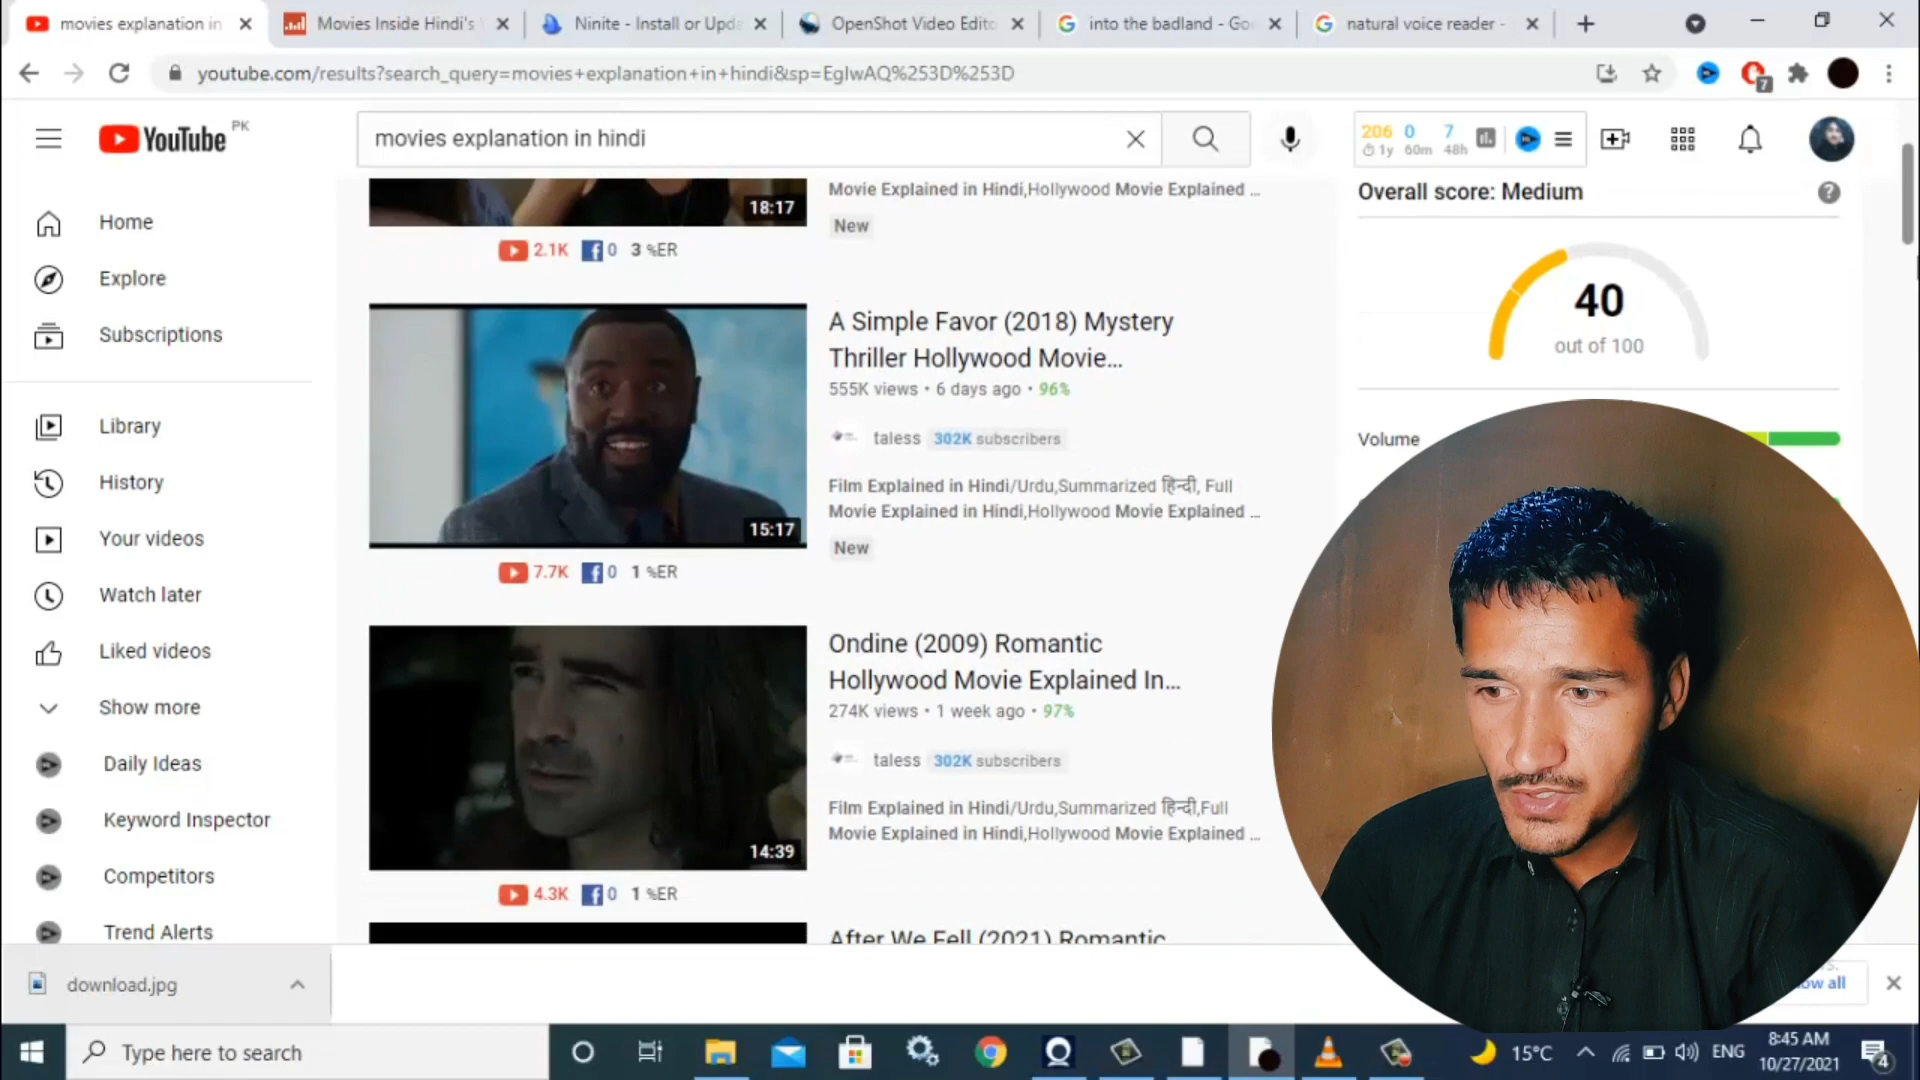 movies explanation in
Movies Inside Hindi's
Ninite - Install or Upda
OpenShot Video Edito
into the badland - Goo
natural voice reader -
youtube.com/results?search_query=movies+explanation+in+hindi&sp=EgIwAQ%253D%253D
7
YouTube PK
movies explanation in hindi
206 0 7
1y 60m 48h
Home
Explore
Subscriptions
Library
History
Your videos
Watch later
Liked videos
Show more
Daily Ideas
Keyword Inspector
Competitors
Trend Alerts
18:17
2.1K 0 3 %ER
Movie Explained in Hindi,Hollywood Movie Explained ...
New
15:17
7.7K 0 1 %ER
A Simple Favor (2018) Mystery
Thriller Hollywood Movie...
555K views • 6 days ago • 96%
taless 302K subscribers
Film Explained in Hindi/Urdu,Summarized हिन्दी, Full
Movie Explained in Hindi,Hollywood Movie Explained ...
New
14:39
4.3K 0 1 %ER
Ondine (2009) Romantic
Hollywood Movie Explained In...
274K views • 1 week ago • 97%
taless 302K subscribers
Film Explained in Hindi/Urdu,Summarized हिन्दी,Full
Movie Explained in Hindi,Hollywood Movie Explained ...
After We Fell (2021) Romantic
Overall score: Medium
?
40
out of 100
Volume
download.jpg
ow all
Type here to search
15°C
ENG
8:45 AM
10/27/2021
4